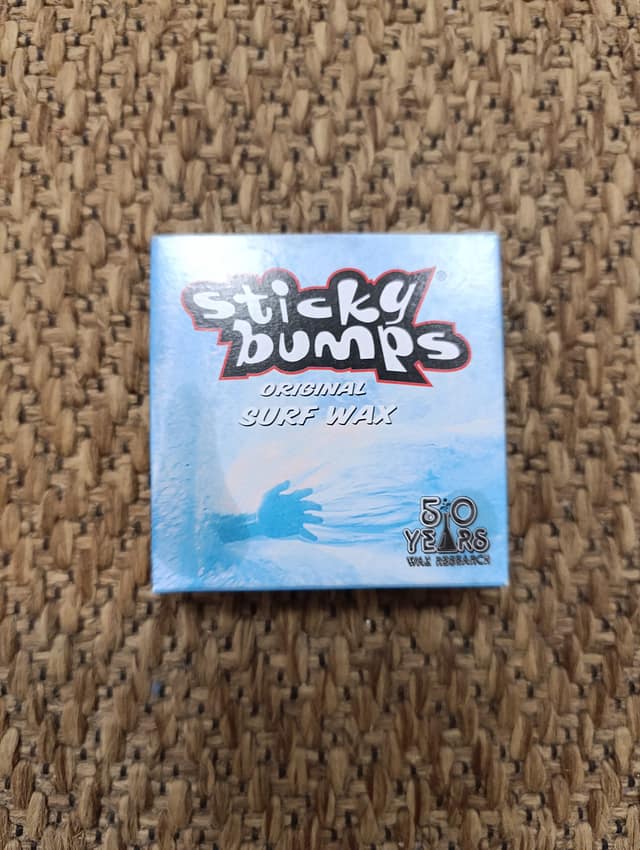 sticky
bumps
ORIGINAL
SURF WAX
50
YEARS
WAX RESEARCH